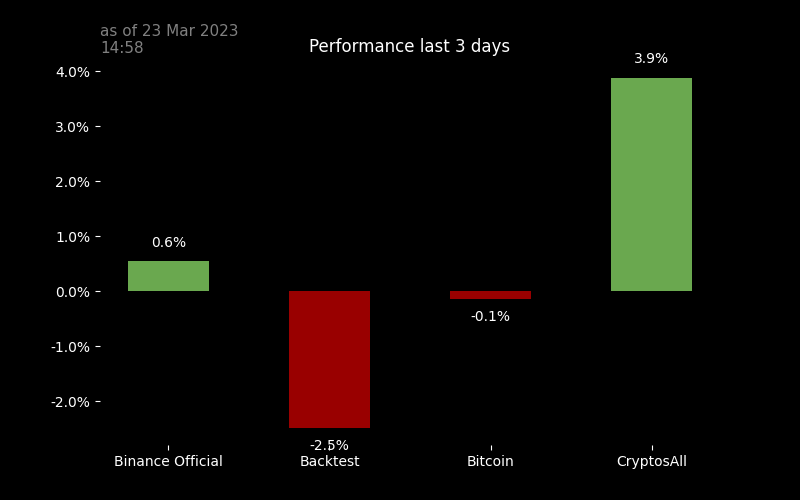 as of 23 Mar 2023
14:58
Performance last 3 days
3.9%
4.0%
3.0%
2.0%
1.0%
0.6%
0.0%
-0.1%
-1.0%
-2.0%
-2.5%
Binance Official
Backtest
Bitcoin
CryptosAll